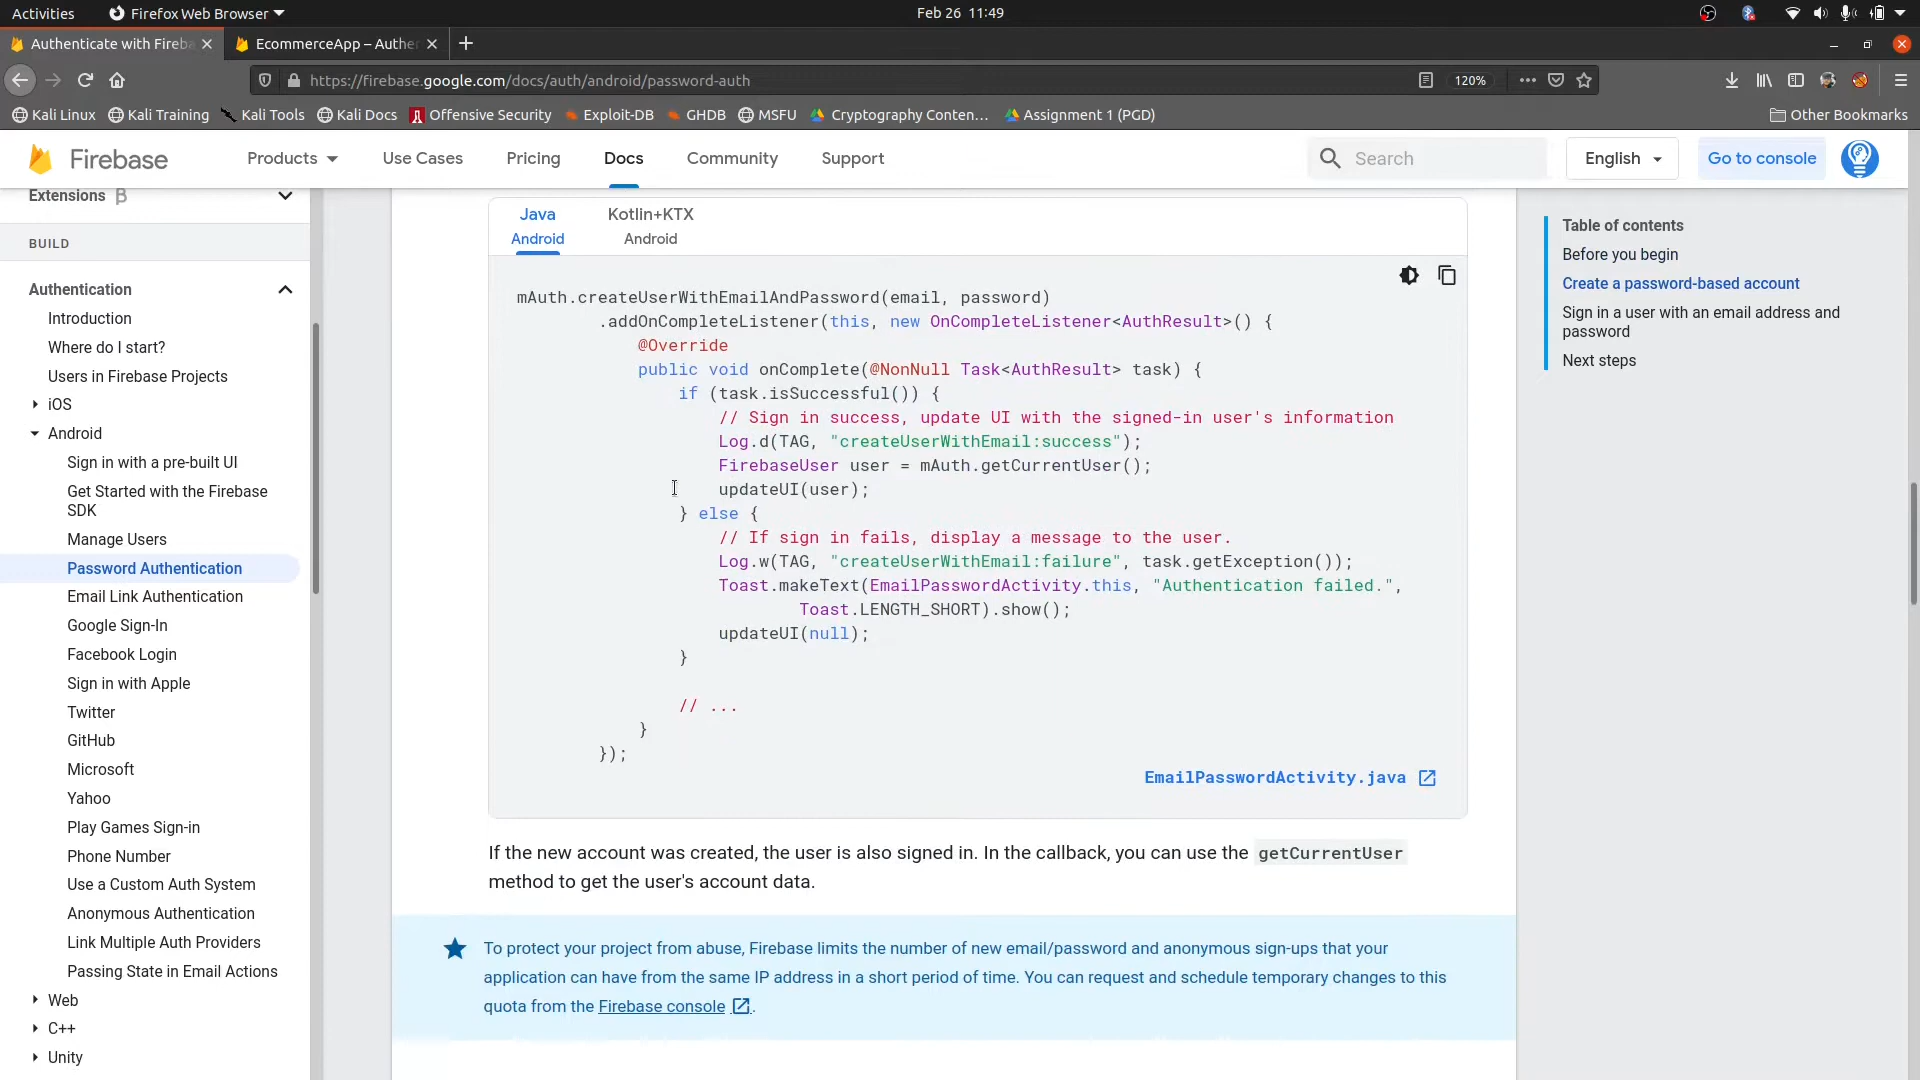 Activities Firefox Web Browser Feb 26 11:49
Authenticate with Fireba EcommerceApp – Authen
https://firebase.google.com/docs/auth/android/password-auth 120%
Kali Linux Kali Training Kali Tools Kali Docs Offensive Security Exploit-DB GHDB MSFU Cryptography Conten... Assignment 1 (PGD) Other Bookmarks
Firebase Products Use Cases Pricing Docs Community Support Search English Go to console
Extensions β
BUILD
Authentication
Introduction
Where do I start?
Users in Firebase Projects
iOS
Android
Sign in with a pre-built UI
Get Started with the Firebase
SDK
Manage Users
Password Authentication
Email Link Authentication
Google Sign-In
Facebook Login
Sign in with Apple
Twitter
GitHub
Microsoft
Yahoo
Play Games Sign-in
Phone Number
Use a Custom Auth System
Anonymous Authentication
Link Multiple Auth Providers
Passing State in Email Actions
Web
C++
Unity
Java Kotlin+KTX
Android Android
mAuth.createUserWithEmailAndPassword(email, password)
.addOnCompleteListener(this, new OnCompleteListener<AuthResult>() {
@Override
public void onComplete(@NonNull Task<AuthResult> task) {
if (task.isSuccessful()) {
// Sign in success, update UI with the signed-in user's information
Log.d(TAG, "createUserWithEmail:success");
FirebaseUser user = mAuth.getCurrentUser();
updateUI(user);
} else {
// If sign in fails, display a message to the user.
Log.w(TAG, "createUserWithEmail:failure", task.getException());
Toast.makeText(EmailPasswordActivity.this, "Authentication failed.",
Toast.LENGTH_SHORT).show();
updateUI(null);
}
// ...
}
});
EmailPasswordActivity.java
If the new account was created, the user is also signed in. In the callback, you can use the getCurrentUser
method to get the user's account data.
To protect your project from abuse, Firebase limits the number of new email/password and anonymous sign-ups that your
application can have from the same IP address in a short period of time. You can request and schedule temporary changes to this
quota from the Firebase console.
Table of contents
Before you begin
Create a password-based account
Sign in a user with an email address and
password
Next steps